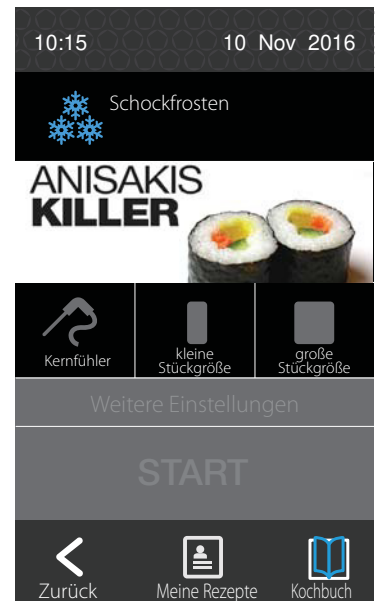 10:15 10 Nov 2016
Schockfrosten
ANISAKIS
KILLER
Kernfühler
kleine
Stückgröße
große
Stückgröße
Weitere Einstellungen
START
Zurück Meine Rezepte Kochbuch